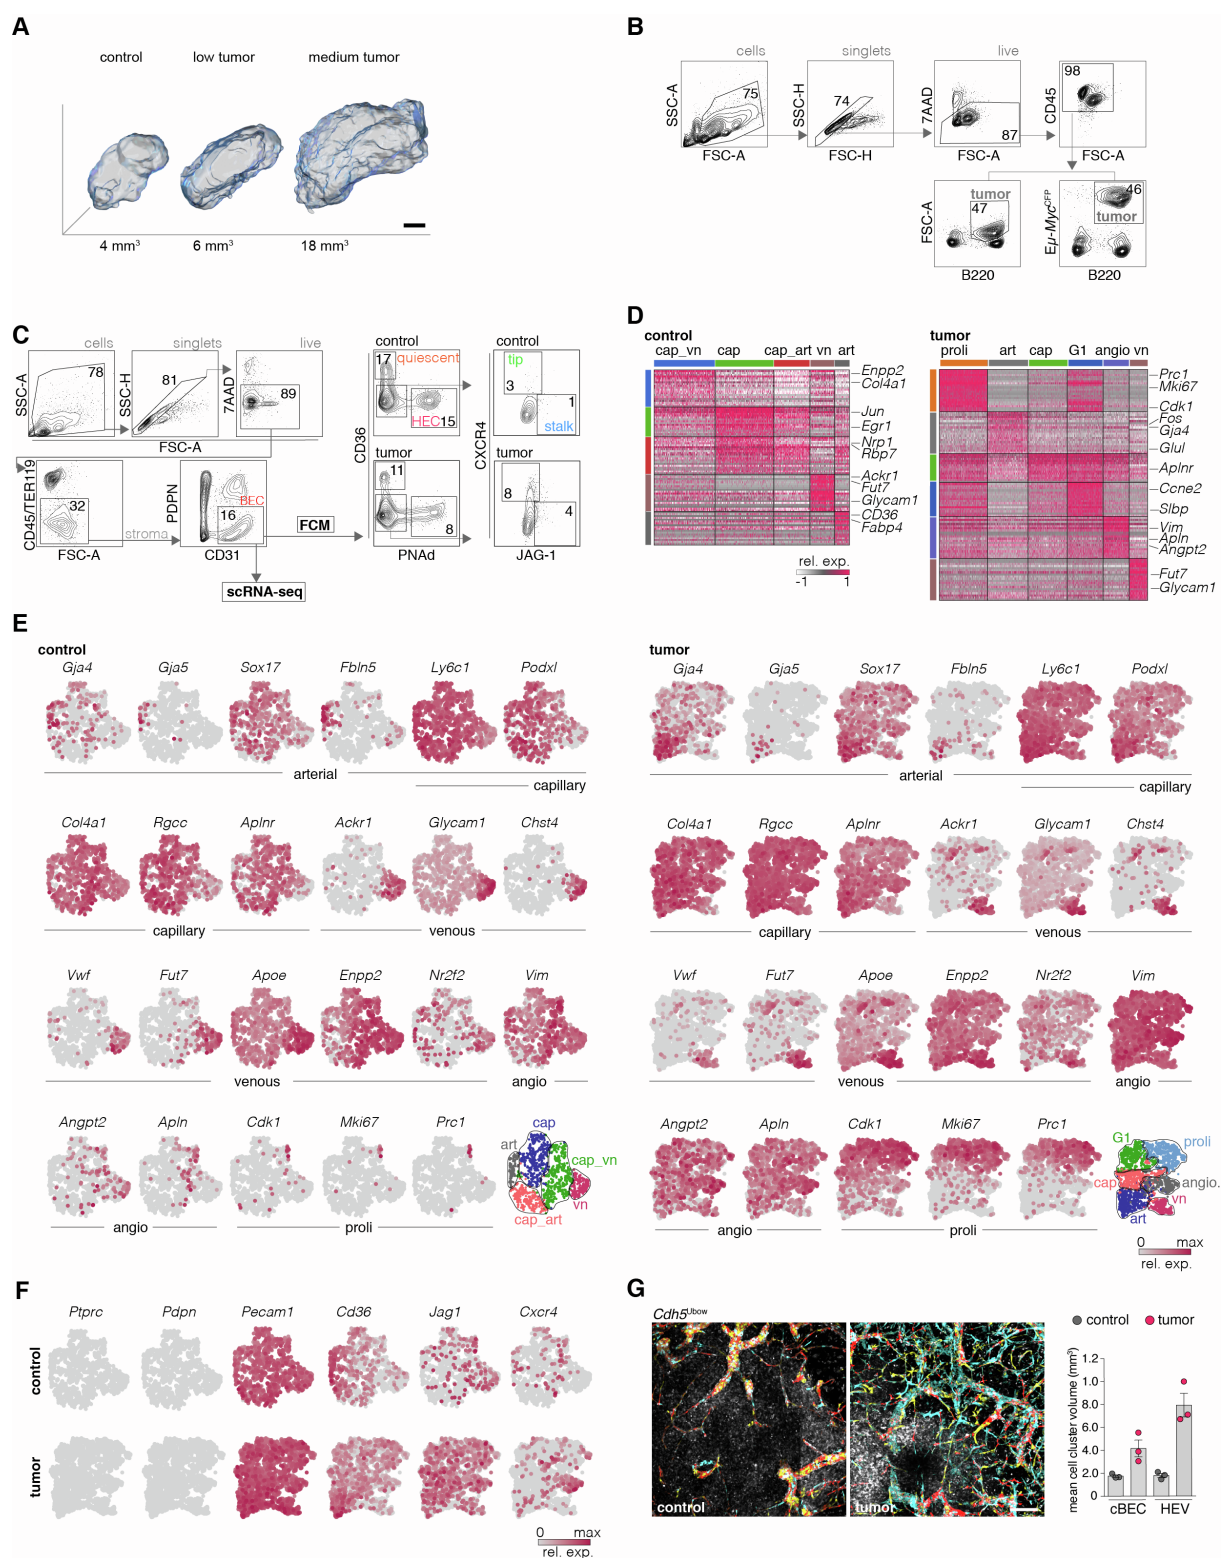 A
control
low tumor
medium tumor
4 mm³
6 mm³
18 mm³
B
cells
singlets
live
SSC-A
75
FSC-A
SSC-H
74
FSC-H
7AAD
87
FSC-A
CD45
98
FSC-A
FSC-A
tumor
47
B220
Eμ-Myc^CFP
46
tumor
B220
C
cells
singlets
live
SSC-A
78
SSC-H
81
7AAD
89
FSC-A
CD45/TER119
32
FSC-A
stroma
PDPN
BEC
16
CD31
FCM
scRNA-seq
control
17
quiescent
HEC15
CD36
tumor
11
8
PNAd
control
tip
3
1
stalk
CXCR4
tumor
8
4
JAG-1
D
control
cap_vn
cap
cap_art
vn
art
Enpp2
Col4a1
Jun
Egr1
Nrp1
Rbp7
Ackr1
Fut7
Glycam1
CD36
Fabp4
rel. exp.
-1
1
tumor
proli
art
cap
G1
angio
vn
Prc1
Mki67
Cdk1
Fos
Gja4
Glul
Aplnr
Ccne2
Slbp
Vim
Apln
Angpt2
Fut7
Glycam1
E
control
Gja4
Gja5
Sox17
Fbln5
Ly6c1
Podxl
arterial
capillary
Col4a1
Rgcc
Aplnr
Ackr1
Glycam1
Chst4
capillary
venous
Vwf
Fut7
Apoe
Enpp2
Nr2f2
Vim
venous
angio
Angpt2
Apln
Cdk1
Mki67
Prc1
angio
proli
cap
art
cap_vn
vn
cap_art
tumor
Gja4
Gja5
Sox17
Fbln5
Ly6c1
Podxl
arterial
capillary
Col4a1
Rgcc
Aplnr
Ackr1
Glycam1
Chst4
capillary
venous
Vwf
Fut7
Apoe
Enpp2
Nr2f2
Vim
venous
angio
Angpt2
Apln
Cdk1
Mki67
Prc1
angio
proli
G1
proli
cap
angio.
vn
art
0
max
rel. exp.
F
Ptprc
Pdpn
Pecam1
Cd36
Jag1
Cxcr4
control
tumor
0
max
rel. exp.
G
Cdh5^Ubow
control
tumor
control
tumor
mean cell cluster volume (mm³)
1.2
1.0
8.0
6.0
4.0
2.0
0
cBEC
HEV